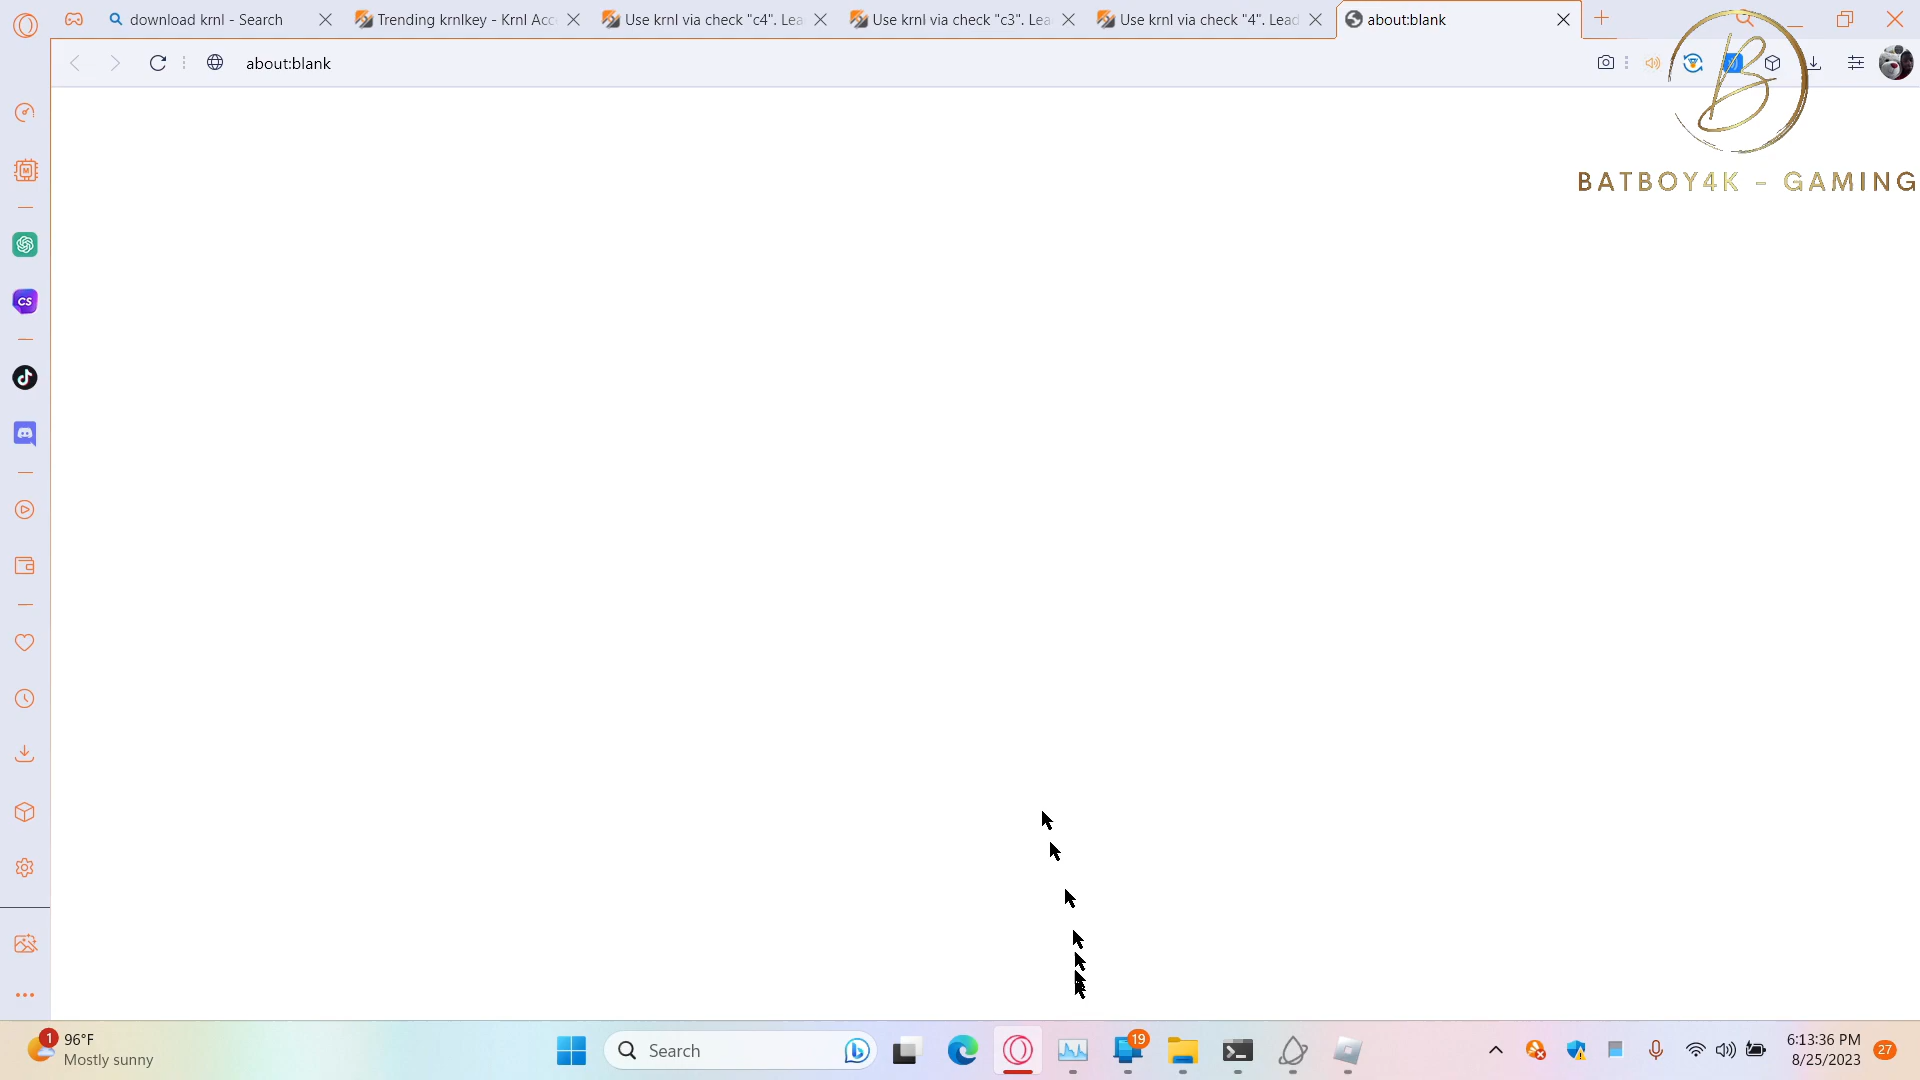 download krnl - Search
Trending krnlkey - Krnl Acc
Use krnl via check "c4". Lea
Use krnl via check "c3". Lea
Use krnl via check "4". Lead
about:blank
about:blank
B
BATBOY4K - GAMING
M
CS
1
96°F
Mostly sunny
Search
19
6:13:36 PM
8/25/2023
27